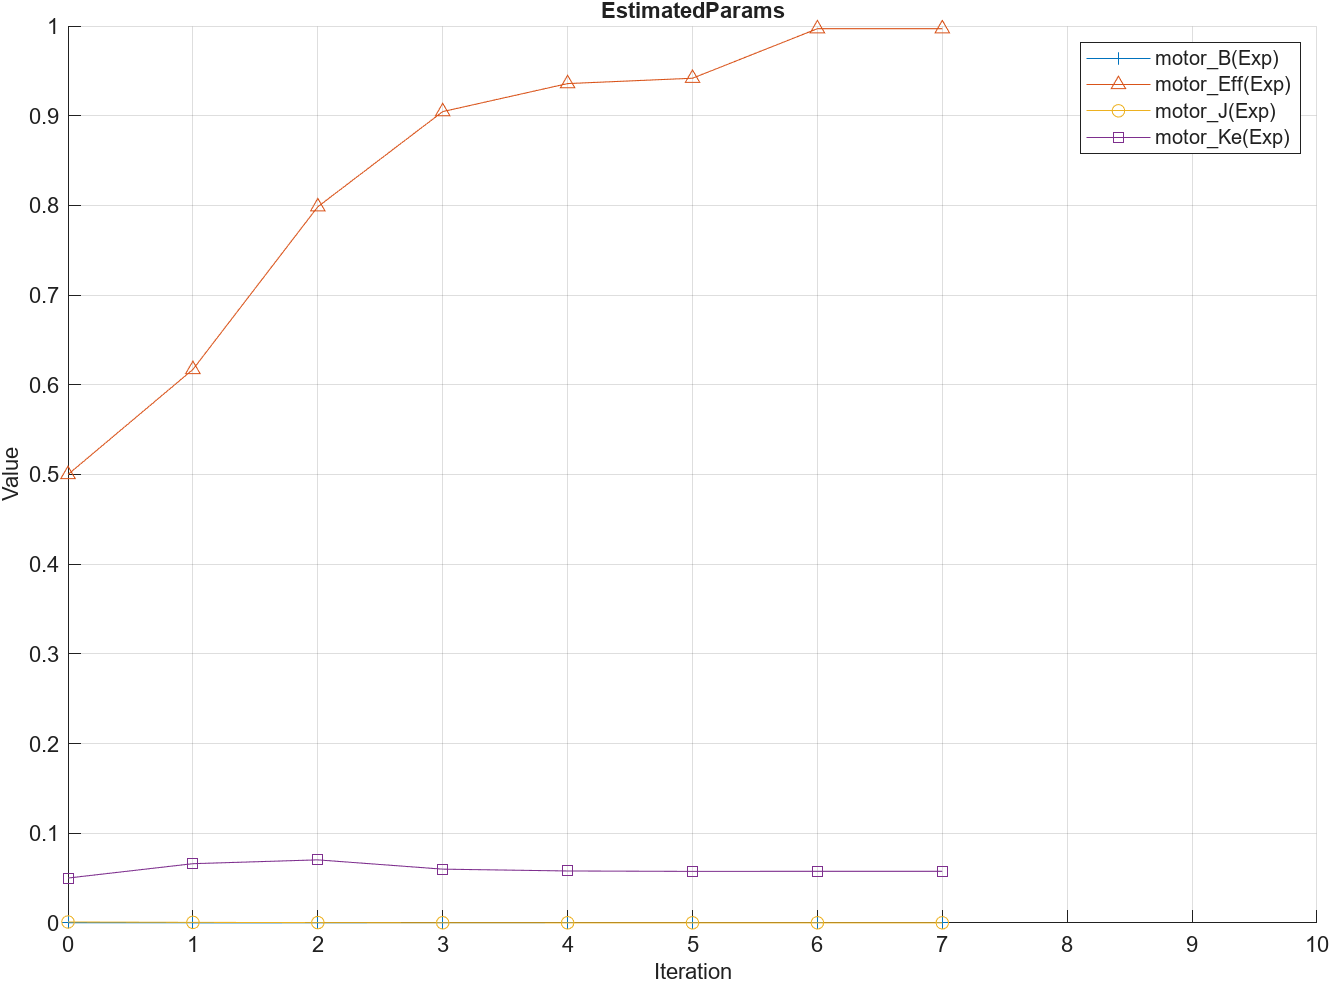 EstimatedParams
1
0.9
0.8
0.7
0.6
0.5
0.4
0.3
0.2
0.1
0
Value
motor_B(Exp)
motor_Eff(Exp)
motor_J(Exp)
motor_Ke(Exp)
0 1 2 3 4 5 6 7 8 9 10
Iteration